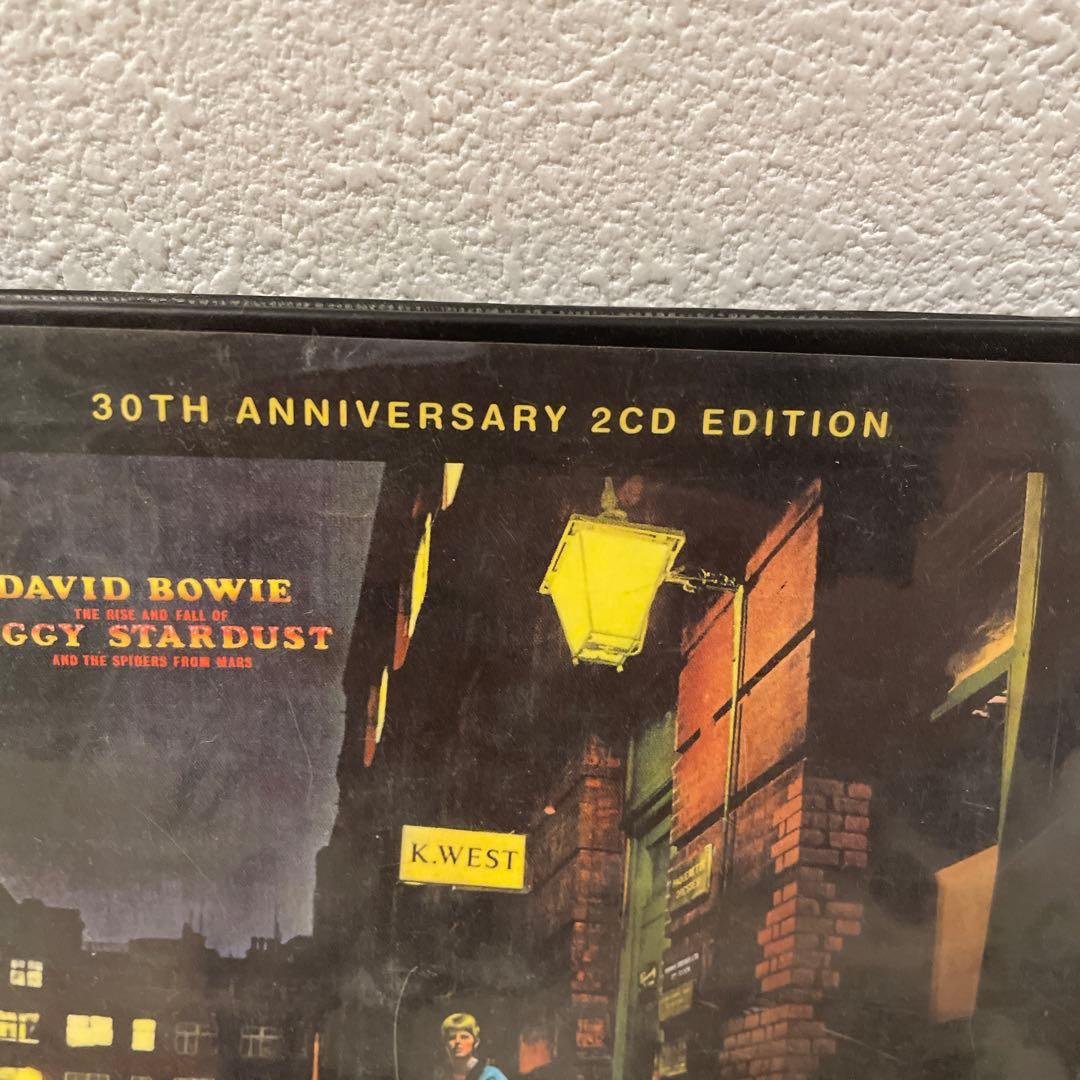 30TH ANNIVERSARY 2CD EDITION
DAVID BOWIE
THE RISE AND FALL OF
GGY STARDUST
AND THE SPIDERS FROM MARS
K.WEST